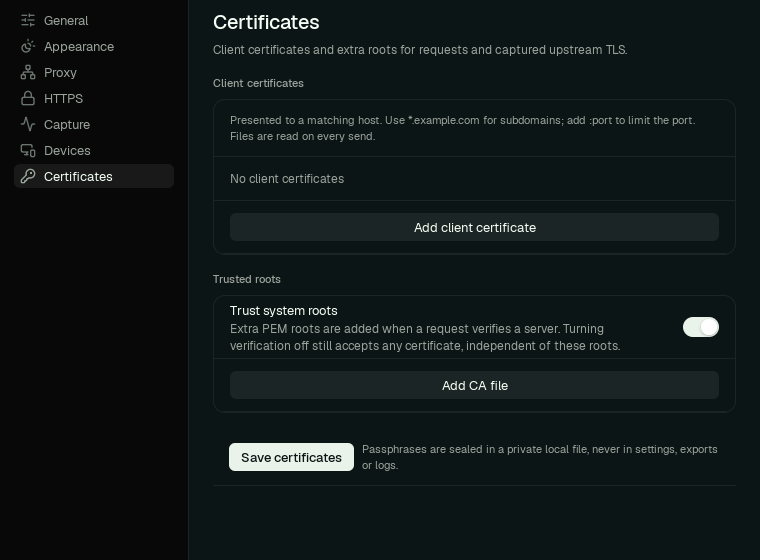 General
Appearance
Proxy
HTTPS
Capture
Devices
Certificates
Certificates
Client certificates and extra roots for requests and captured upstream TLS.
Client certificates
Presented to a matching host. Use *.example.com for subdomains; add :port to limit the port.
Files are read on every send.
No client certificates
Add client certificate
Trusted roots
Trust system roots
Extra PEM roots are added when a request verifies a server. Turning
verification off still accepts any certificate, independent of these roots.
Add CA file
Save certificates
Passphrases are sealed in a private local file, never in settings, exports
or logs.